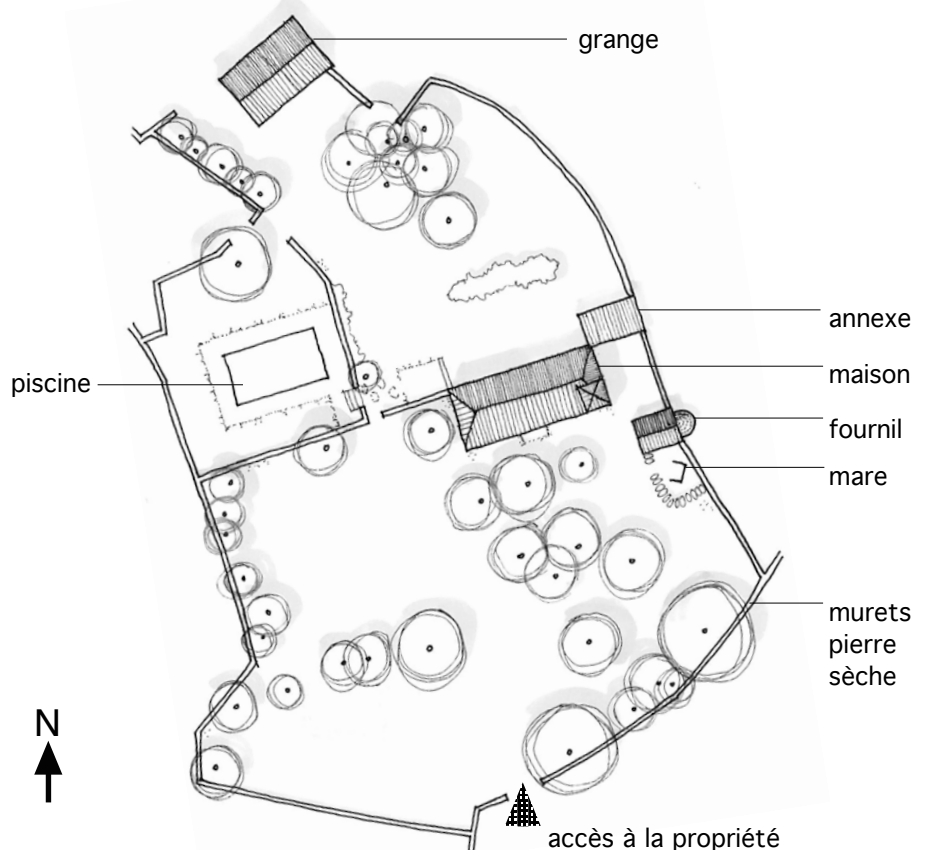 grange
annexe
maison
piscine
fournil
mare
murets
pierre
sèche
N
accès à la propriété